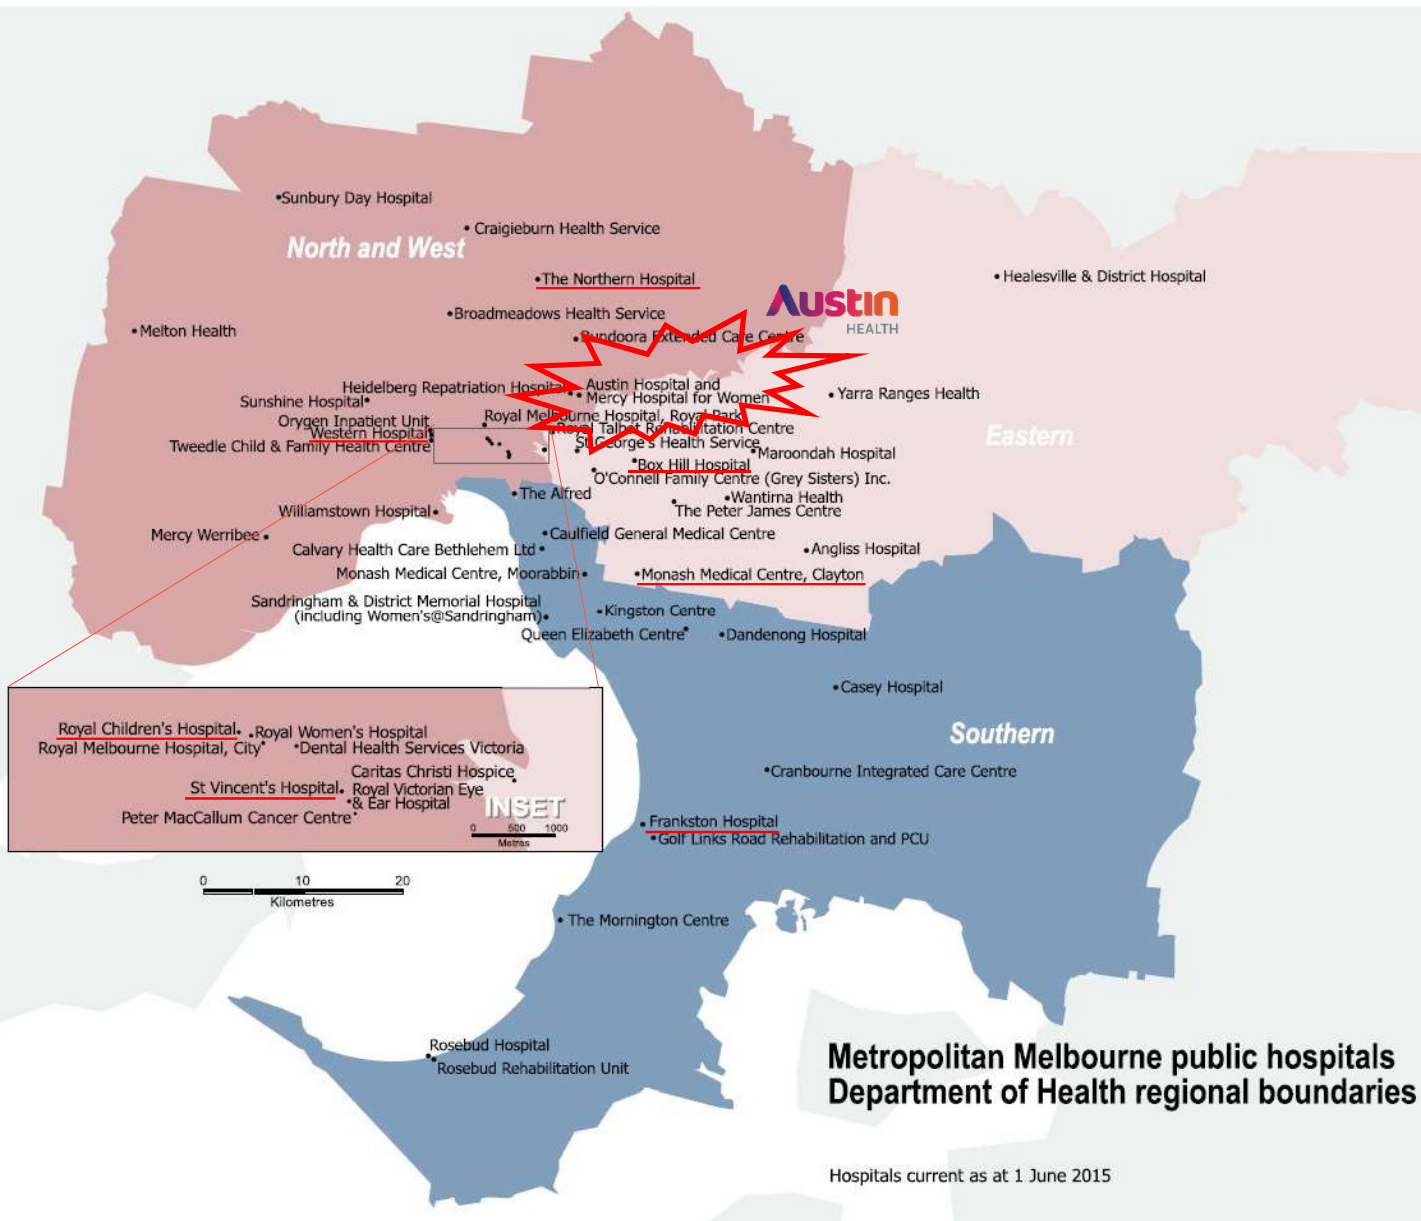 Sunbury Day Hospital
Craigieburn Health Service
North and West
The Northern Hospital
Healesville & District Hospital
Austin
HEALTH
Broadmeadows Health Service
Melton Health
Bundoora Extended Care Centre
Heidelberg Repatriation Hospital
Austin Hospital and
Mercy Hospital for Women
Yarra Ranges Health
Sunshine Hospital
Royal Melbourne Hospital, Royal Park
Orygen Inpatient Unit
Royal Talbot Rehabilitation Centre
Western Hospital
Eastern
St George's Health Service
Tweedle Child & Family Health Centre
Maroondah Hospital
Box Hill Hospital
O'Connell Family Centre (Grey Sisters) Inc.
The Alfred
Wantirna Health
The Peter James Centre
Williamstown Hospital
Mercy Werribee
Caulfield General Medical Centre
Calvary Health Care Bethlehem Ltd
Angliss Hospital
Monash Medical Centre, Moorabbin
Monash Medical Centre, Clayton
Sandringham & District Memorial Hospital
(including Women's@Sandringham)
Kingston Centre
Queen Elizabeth Centre
Dandenong Hospital
Casey Hospital
Southern
Royal Children's Hospital
Royal Women's Hospital
Royal Melbourne Hospital, City
Dental Health Services Victoria
Caritas Christi Hospice
St Vincent's Hospital
Royal Victorian Eye
& Ear Hospital
Peter MacCallum Cancer Centre
INSET
0 500 1000
Metres
Cranbourne Integrated Care Centre
Frankston Hospital
Golf Links Road Rehabilitation and PCU
0 10 20
Kilometres
The Mornington Centre
Rosebud Hospital
Rosebud Rehabilitation Unit
Metropolitan Melbourne public hospitals
Department of Health regional boundaries
Hospitals current as at 1 June 2015